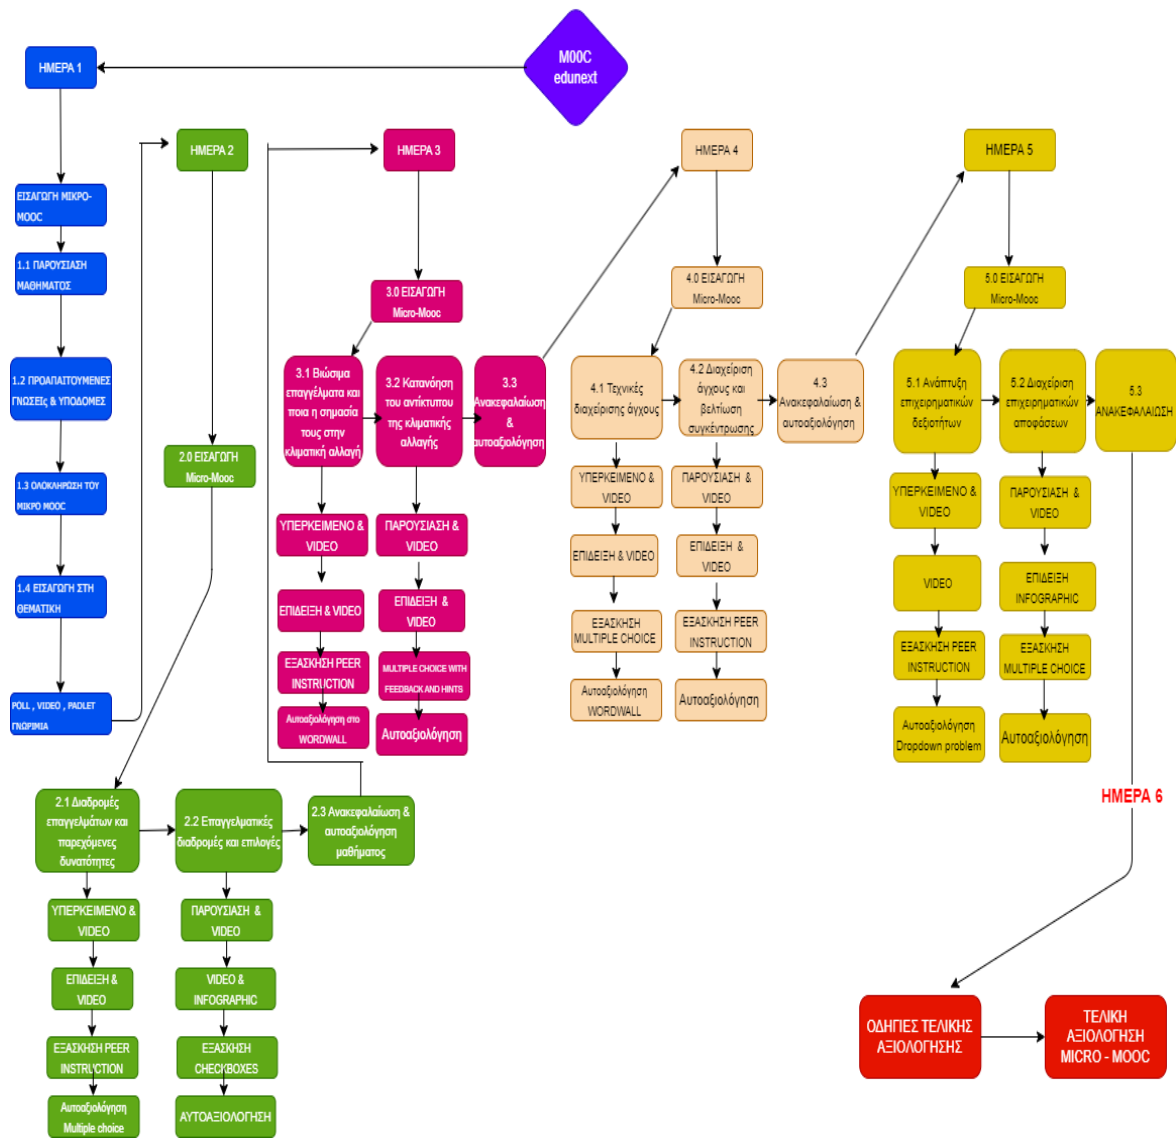 M00C
edunext
ΗΜΕΡΑ 1
ΕΙΣΑΓΩΓΗ ΜΙΚΡΟ-
MOOC
1.1 ΠΑΡΟΥΣΙΑΣΗ
ΜΑΘΗΜΑΤΟΣ
1.2 ΠΡΟΑΠΑΙΤΟΥΜΕΝΕΣ
ΓΝΩΣΕΙς & ΥΠΟΔΟΜΕΣ
1.3 ΟΛΟΚΛΗΡΩΣΗ ΤΟΥ
ΜΙΚΡΟ MOOC
1.4 ΕΙΣΑΓΩΓΗ ΣΤΗ
ΘΕΜΑΤΙΚΗ
POLL , VIDEO , PADLET
ΓΝΩΡΙΜΙΑ
ΗΜΕΡΑ 2
2.0 ΕΙΣΑΓΩΓΗ
Micro-Mooc
2.1 Διαδρομές
επαγγελμάτων και
παρεχόμενες
δυνατότητες
ΥΠΕΡΚΕΙΜΕΝΟ &
VIDEO
ΕΠΙΔΕΙΞΗ &
VIDEO
ΕΞΑΣΚΗΣΗ PEER
INSTRUCTION
Αυτοαξιολόγηση
Multiple choice
2.2 Επαγγελματικές
διαδρομές και επιλογές
ΠΑΡΟΥΣΙΑΣΗ &
VIDEO
VIDEO &
INFOGRAPHIC
ΕΞΑΣΚΗΣΗ
CHECKBOXES
ΑΥΤΟΑΞΙΟΛΟΓΗΣΗ
2.3 Ανακεφαλαίωση &
αυτοαξιολόγηση
μαθήματος
ΗΜΕΡΑ 3
3.0 ΕΙΣΑΓΩΓΗ
Micro-Mooc
3.1 Βιώσιμα
επαγγέλματα και
ποια η σημασία
τους στην
κλιματική αλλαγή
ΥΠΕΡΚΕΙΜΕΝΟ &
VIDEO
ΕΠΙΔΕΙΞΗ & VIDEO
ΕΞΑΣΚΗΣΗ PEER
INSTRUCTION
Αυτοαξιολόγηση στο
WORDWALL
3.2 Κατανόηση
του αντίκτυπου
της κλιματικής
αλλαγής
ΠΑΡΟΥΣΙΑΣΗ &
VIDEO
ΕΠΙΔΕΙΞΗ &
VIDEO
MULTIPLE CHOICE WITH
FEEDBACK AND HINTS
Αυτοαξιολόγηση
3.3
Ανακεφαλαίωση
&
αυτοαξιολόγηση
ΗΜΕΡΑ 4
4.0 ΕΙΣΑΓΩΓΗ
Micro-Mooc
4.1 Τεχνικές
διαχείρισης άγχους
ΥΠΕΡΚΕΙΜΕΝΟ &
VIDEO
ΕΠΙΔΕΙΞΗ & VIDEO
ΕΞΑΣΚΗΣΗ
MULTIPLE CHOICE
Αυτοαξιολόγηση
WORDWALL
4.2 Διαχείριση
άγχους και
βελτίωση
συγκέντρωσης
ΠΑΡΟΥΣΙΑΣΗ &
VIDEO
ΕΠΙΔΕΙΞΗ &
VIDEO
ΕΞΑΣΚΗΣΗ PEER
INSTRUCTION
Αυτοαξιολόγηση
4.3
Ανακεφαλαίωση &
αυτοαξιολόγηση
ΗΜΕΡΑ 5
5.0 ΕΙΣΑΓΩΓΗ
Micro-Mooc
5.1 Ανάπτυξη
επιχειρηματικών
δεξιοτήτων
ΥΠΕΡΚΕΙΜΕΝΟ &
VIDEO
VIDEO
ΕΞΑΣΚΗΣΗ PEER
INSTRUCTION
Αυτοαξιολόγηση
Dropdown problem
5.2 Διαχείριση
επιχειρηματικών
αποφάσεων
ΠΑΡΟΥΣΙΑΣΗ &
VIDEO
ΕΠΙΔΕΙΞΗ
INFOGRAPHIC
ΕΞΑΣΚΗΣΗ
MULTIPLE CHOICE
Αυτοαξιολόγηση
5.3
ΑΝΑΚΕΦΑΛΑΙΩΣΗ
ΗΜΕΡΑ 6
ΟΔΗΓΙΕΣ ΤΕΛΙΚΗΣ
ΑΞΙΟΛΟΓΗΣΗΣ
ΤΕΛΙΚΗ
ΑΞΙΟΛΟΓΗΣΗ
MICRO - MOOC